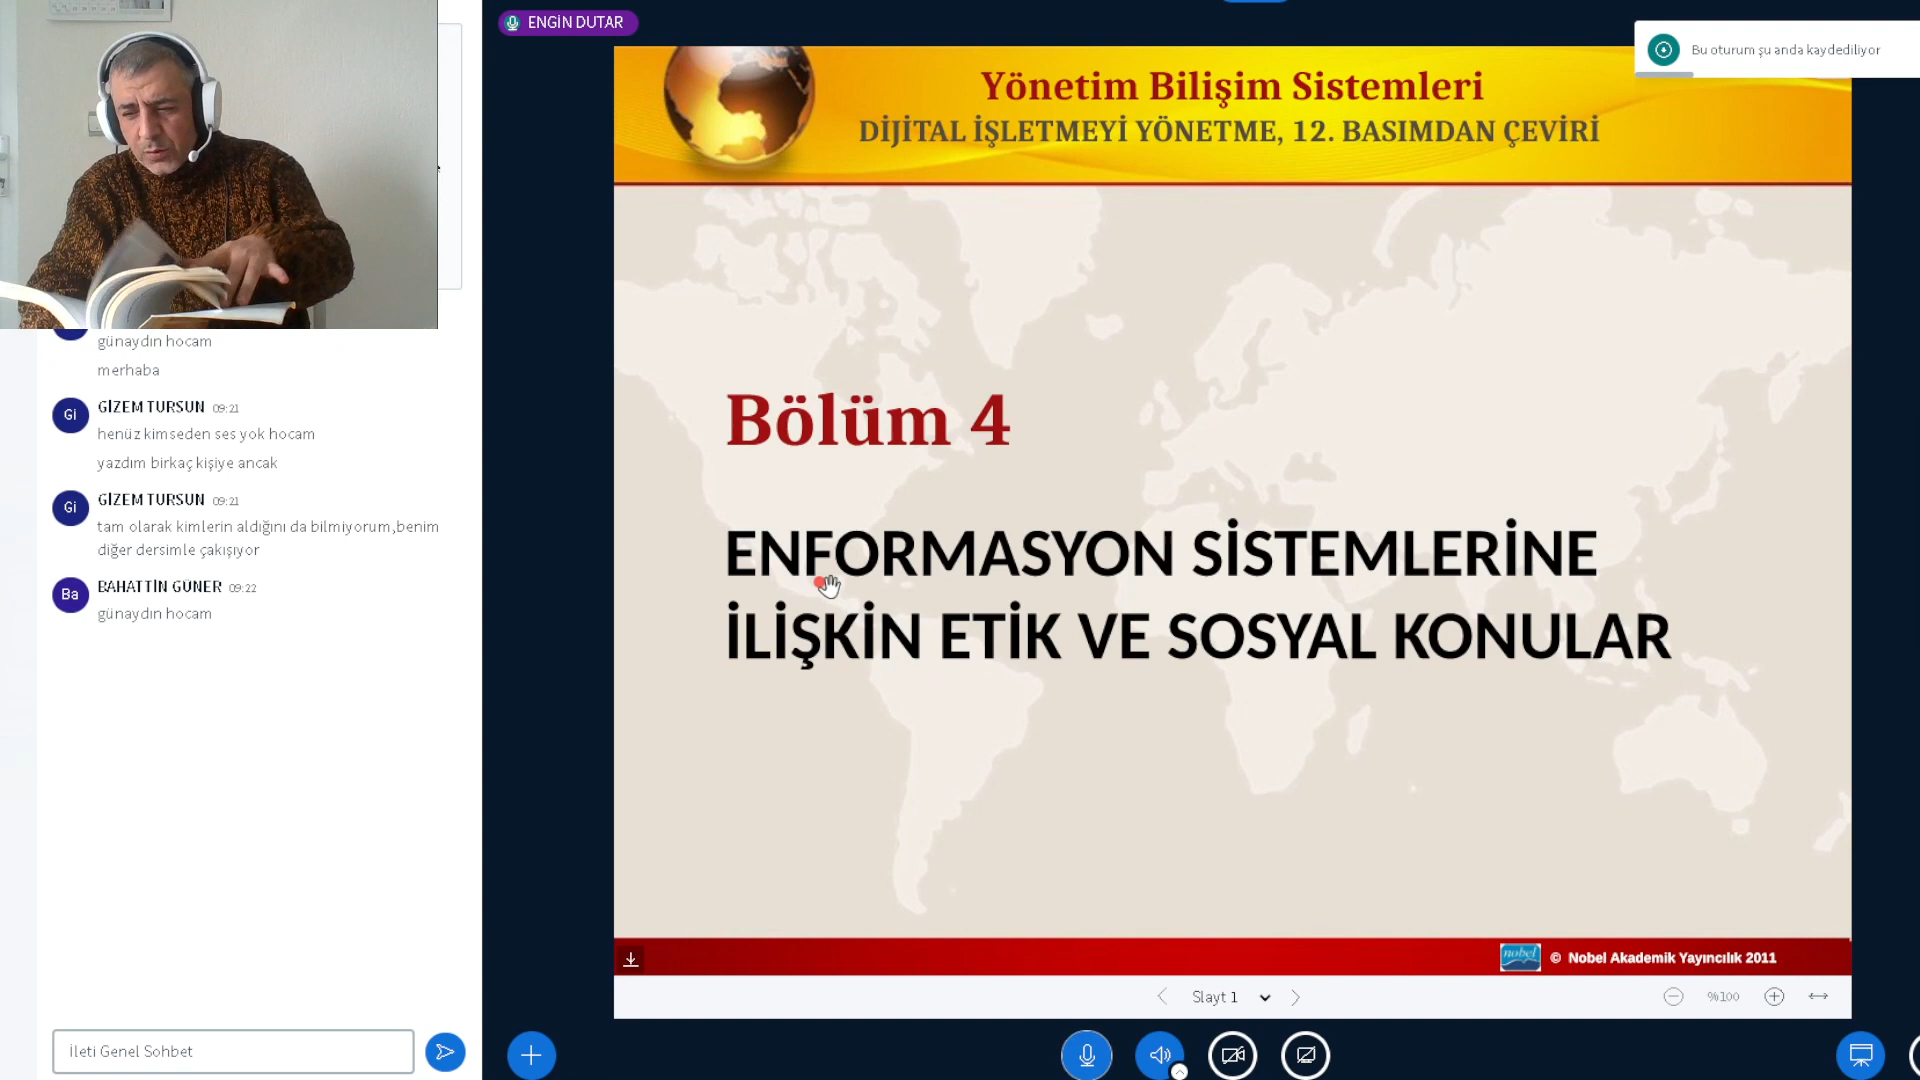 ENGİN DUTAR
Bu oturum şu anda kaydediliyor
Yönetim Bilişim Sistemleri
DİJİTAL İŞLETMEYİ YÖNETME, 12. BASIMDAN ÇEVİRİ
günaydın hocam
merhaba
Gi
GİZEM TURSUN 09:21
henüz kimseden ses yok hocam
yazdım birkaç kişiye ancak
Gi
GİZEM TURSUN 09:21
tam olarak kimlerin aldığını da bilmiyorum,benim
diğer dersimle çakışıyor
Ba
BAHATTİN GÜNER 09:22
günaydın hocam
Bölüm 4
ENFORMASYON SİSTEMLERİNE
İLİŞKİN ETİK VE SOSYAL KONULAR
nobel
© Nobel Akademik Yayıncılık 2011
Slayt 1
%100
İleti Genel Sohbet